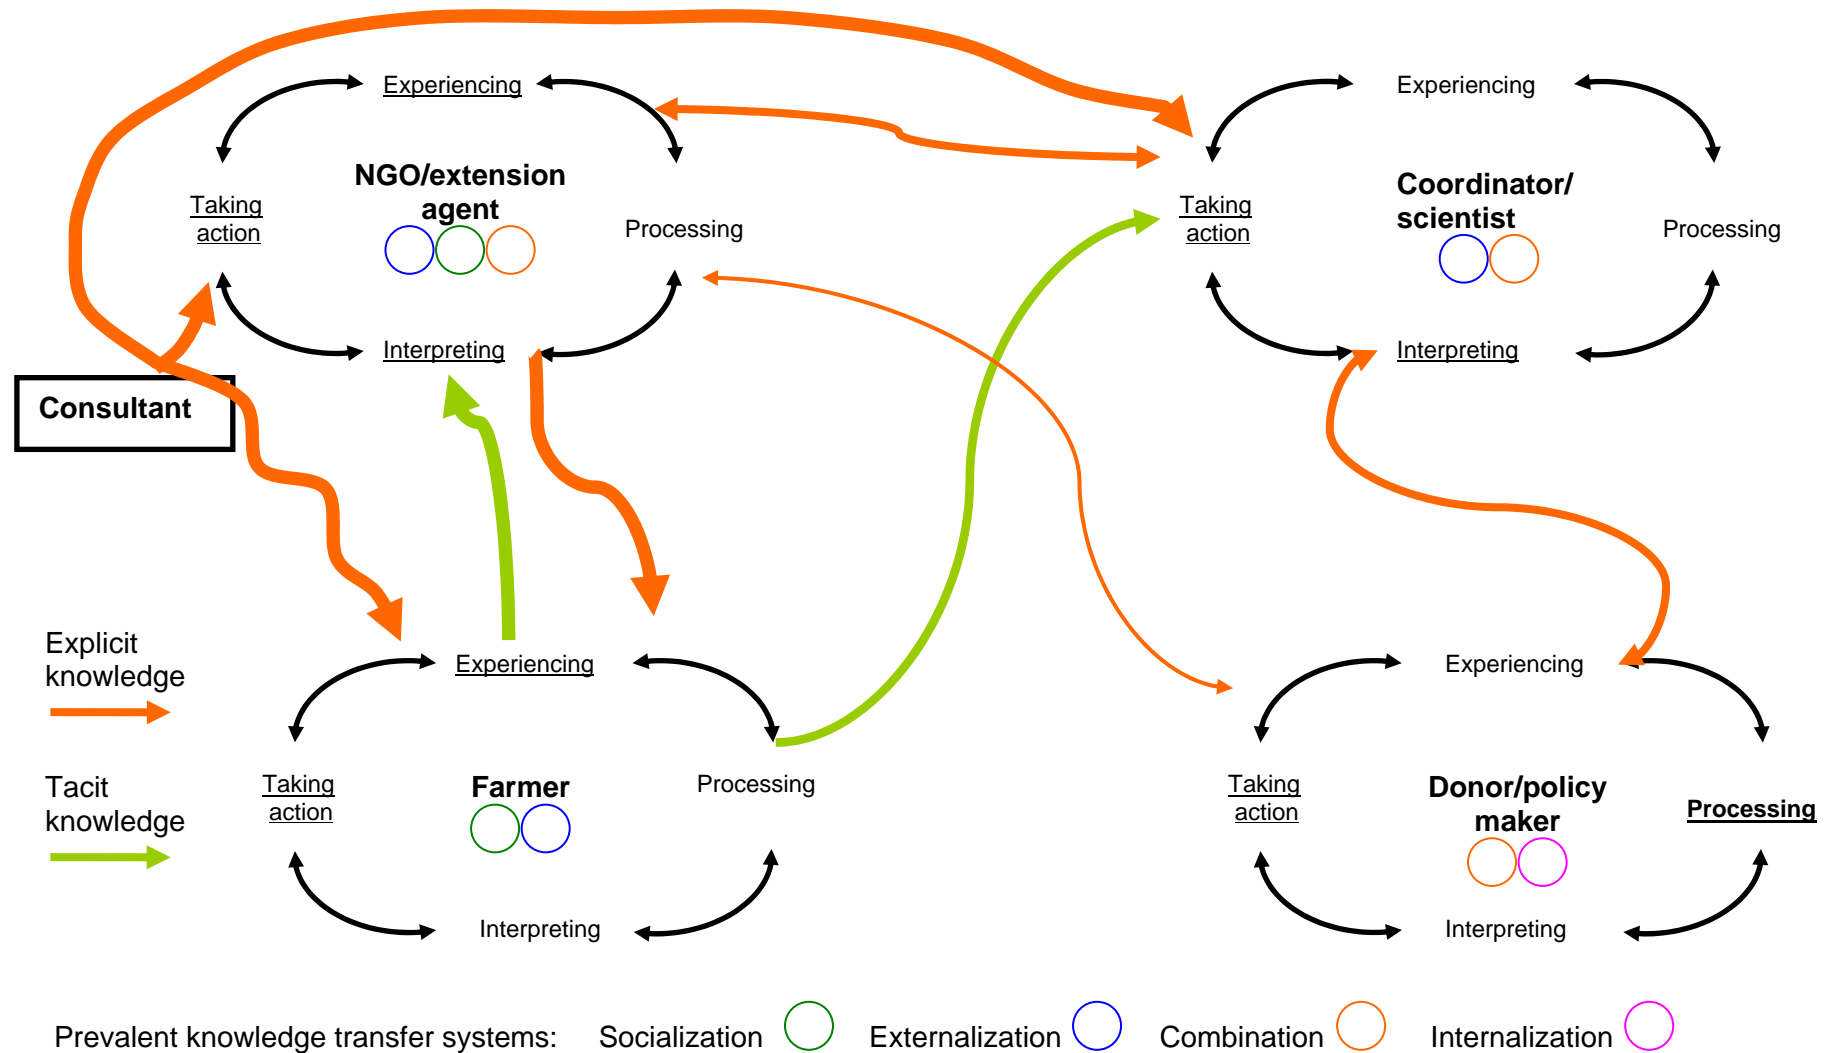 Experiencing
NGO/extension
agent
Taking
action
Processing
Interpreting
Experiencing
Coordinator/
scientist
Taking
action
Processing
Interpreting
Consultant
Explicit
knowledge
Tacit
knowledge
Experiencing
Taking
action
Farmer
Processing
Interpreting
Experiencing
Taking
action
Donor/policy
maker
Processing
Interpreting
Prevalent knowledge transfer systems: Socialization Externalization Combination Internalization